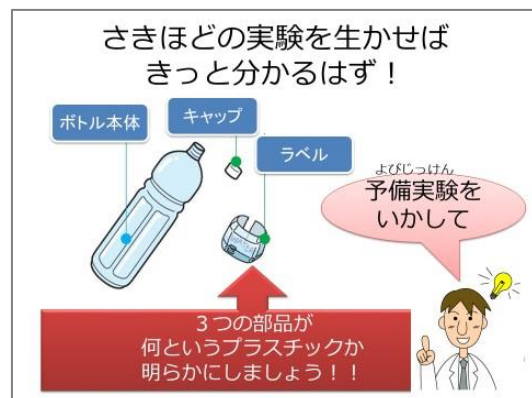 さきほどの実験を生かせば
きっと分かるはず！
ボトル本体
キャップ
ラベル
よびじっけん
予備実験を
いかして
３つの部品が
何というプラスチックか
明らかにしましょう！！